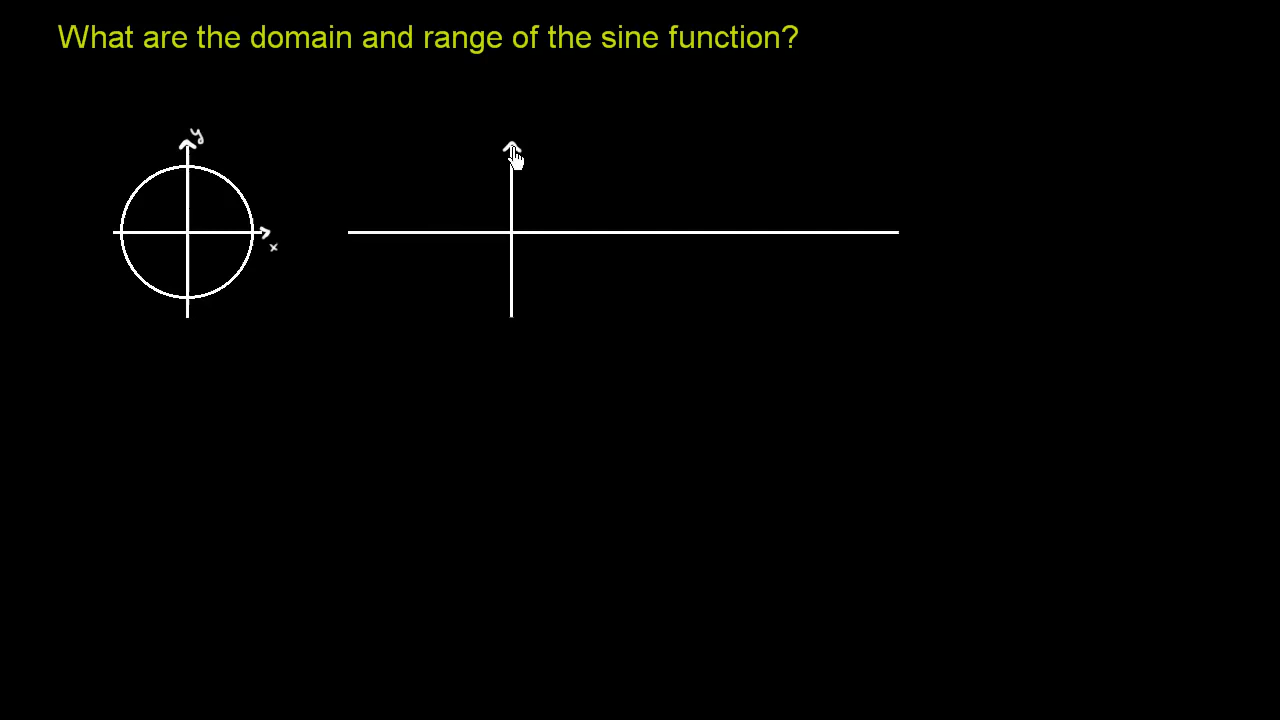 What are the domain and range of the sine function?
y
x